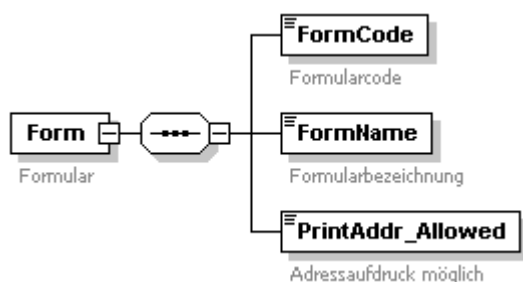 FormCode
Formularcode
Form
Formular
FormName
Formularbezeichnung
PrintAddr_Allowed
Adressaufdruck möglich